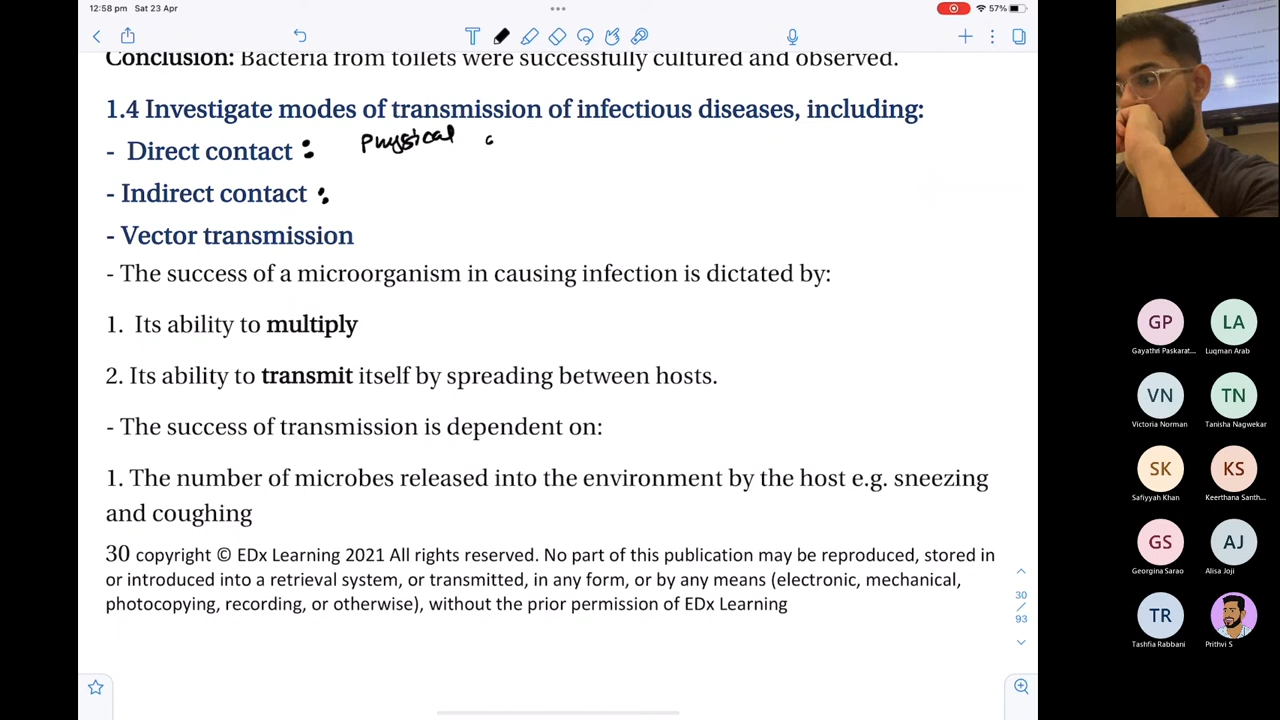 12:58 pm Sat 23 Apr
57%
T
Conclusion: Bacteria from toilets were successfully cultured and observed.
1.4 Investigate modes of transmission of infectious diseases, including:
- Direct contact : Physical c
- Indirect contact :
- Vector transmission
- The success of a microorganism in causing infection is dictated by:
1. Its ability to multiply
2. Its ability to transmit itself by spreading between hosts.
- The success of transmission is dependent on:
1. The number of microbes released into the environment by the host e.g. sneezing
and coughing
30 copyright © EDx Learning 2021 All rights reserved. No part of this publication may be reproduced, stored in
or introduced into a retrieval system, or transmitted, in any form, or by any means (electronic, mechanical,
photocopying, recording, or otherwise), without the prior permission of EDx Learning
30
/
93
GP LA
Gayathri Paskarat... Luqman Arab
VN TN
Victoria Norman Tanisha Nagwekar
SK KS
Safiyyah Khan Keerthana Santh...
GS AJ
Georgina Sarao Alisa Joji
TR
Tashfia Rabbani Prithvi S